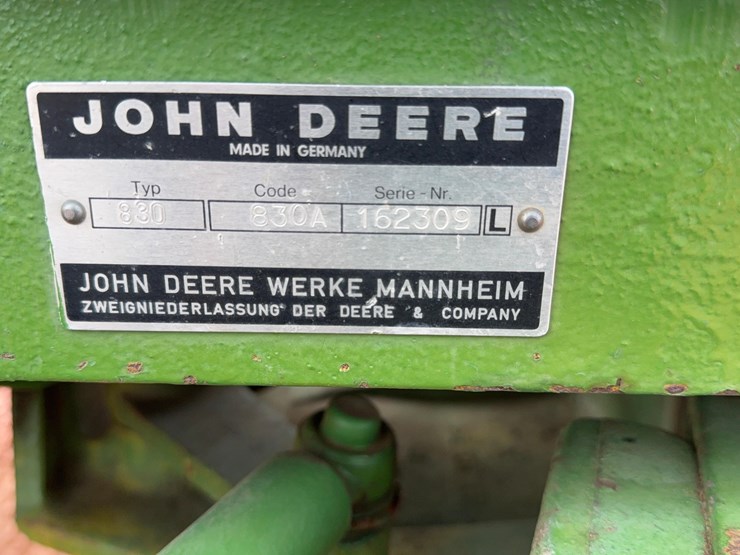 JOHN DEERE
MADE IN GERMANY
Typ Code Serie - Nr.
830 830A 162309 L
JOHN DEERE WERKE MANNHEIM
ZWEIGNIEDERLASSUNG DER DEERE & COMPANY